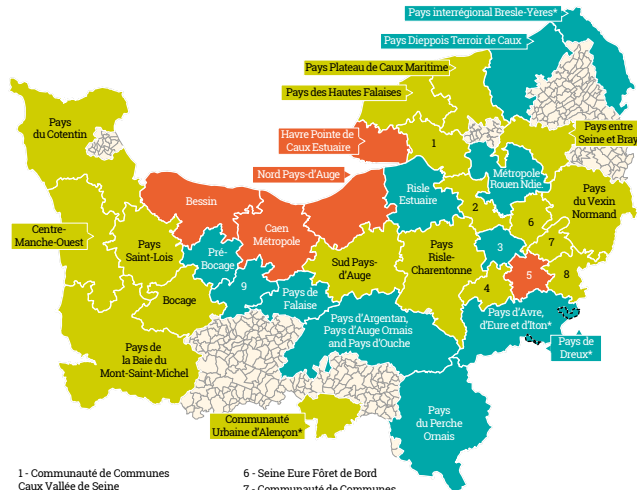 Pays interrégional Bresle-Yères*
Pays Dieppois Terroir de Caux
Pays Plateau de Caux Maritime
Pays des Hautes Falaises
Pays
du Cotentin
Havre Pointe de
Caux Estuaire
1
Pays entre
Seine et Bray
Nord Pays-d'Auge
Métropole
Rouen Ndie.
Risle
Estuaire
Bessin
2
Pays
du Vexin
Normand
6
Caen
Métropole
Centre-
Manche-Ouest
Pays
Saint-Lois
Pré-
Bocage
Sud Pays-
d'Auge
Pays
Risle-
Charentonne
3
7
5
8
4
9
Bocage
Pays de
Falaise
Pays d'Argentan,
Pays d'Auge Ornais
and Pays d'Ouche
Pays d'Avre,
d'Eure et d'Iton*
Pays de
Dreux*
Pays de
la Baie du
Mont-Saint-Michel
Pays
du Perche
Ornais
Communauté
Urbaine d'Alençon*
1 - Communauté de Communes
Caux Vallée de Seine
6 - Seine Eure Fôret de Bord
7 - Communauté de Communes